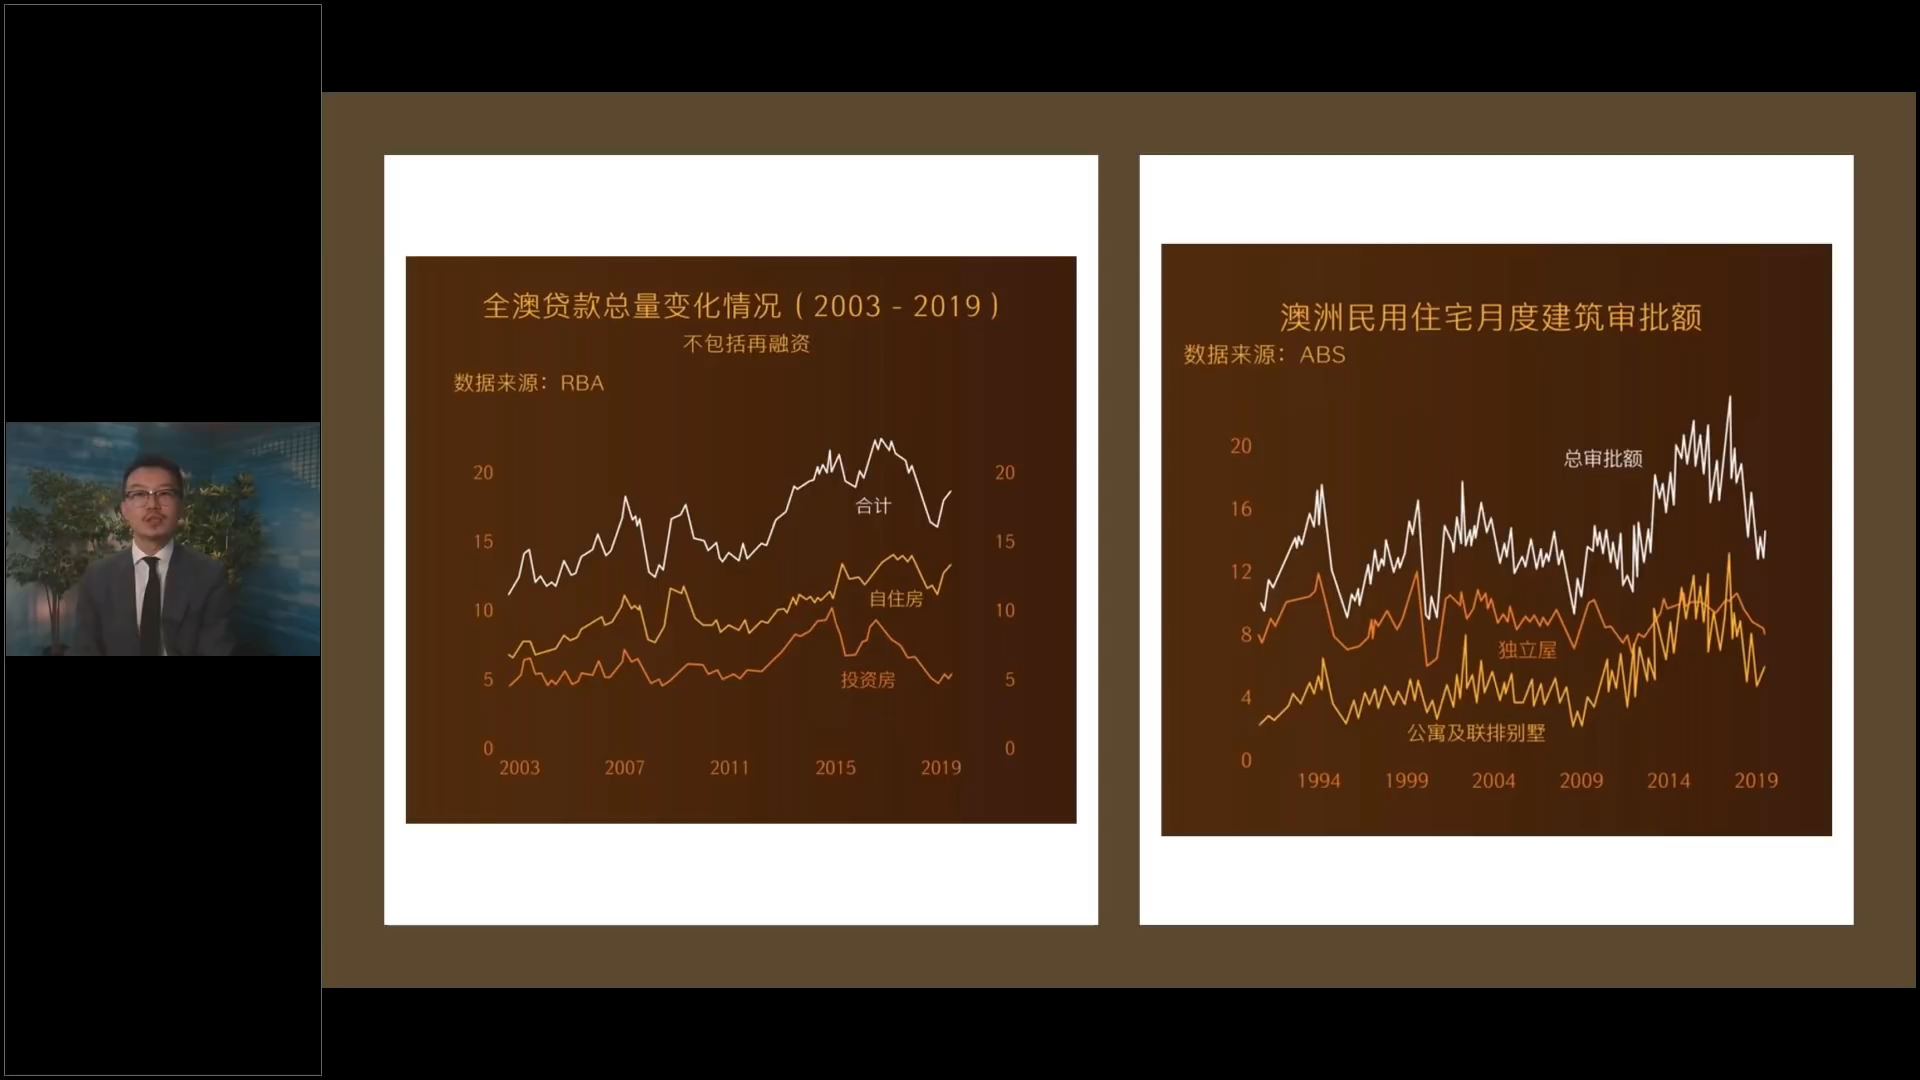 全澳贷款总量变化情况（2003 - 2019）
不包括再融资
数据来源：RBA
20 20
合计
15 15
10 10
自住房
5 5
投资房
0 0
2003 2007 2011 2015 2019
澳洲民用住宅月度建筑审批额
数据来源：ABS
20
总审批额
16
12
8
独立屋
4
公寓及联排别墅
0
1994 1999 2004 2009 2014 2019